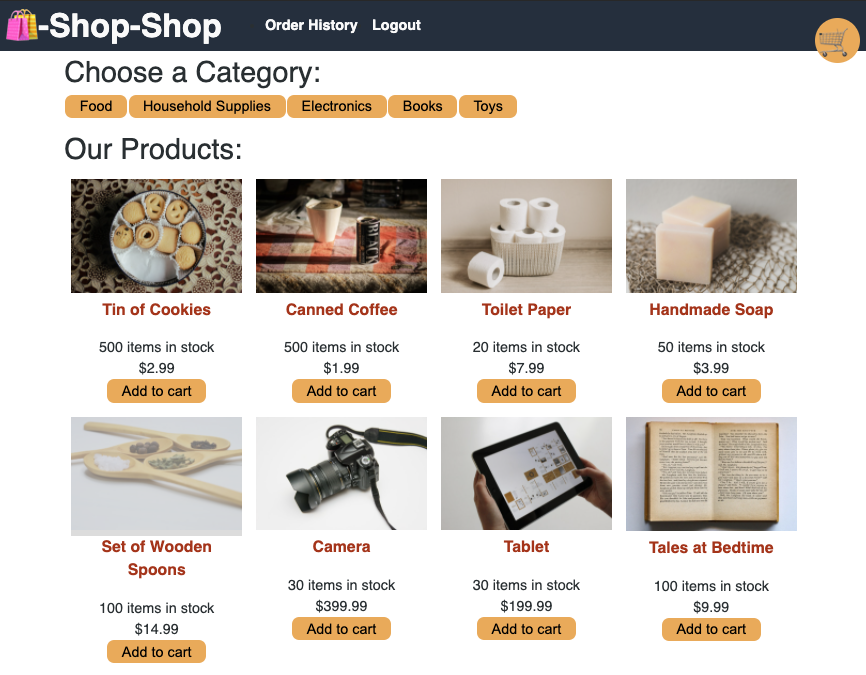 -Shop-Shop
Order History Logout
Choose a Category:
Food Household Supplies Electronics Books Toys
Our Products:
BLACK
Tin of Cookies Canned Coffee Toilet Paper Handmade Soap
500 items in stock 500 items in stock 20 items in stock 50 items in stock
$2.99 $1.99 $7.99 $3.99
Add to cart Add to cart Add to cart Add to cart
Set of Wooden Camera Tablet Tales at Bedtime
Spoons
30 items in stock 30 items in stock 100 items in stock
100 items in stock
$399.99 $199.99 $9.99
$14.99
Add to cart Add to cart Add to cart
Add to cart